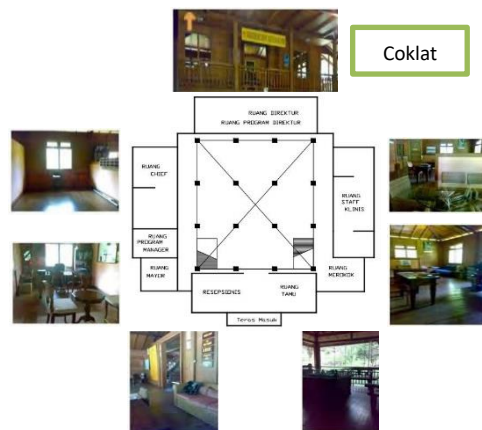 Coklat
RUANG DIREKTUR
RUANG PROGRAM DIREKTUR
RUANG
CHIEF
RUANG
STAFF
KLINIS
RUANG
PROGRAM
MANAGER
RUANG
MAYOR
RUANG
MEROKOK
RESEPSIONIS
RUANG
TAMU
Teras Masuk